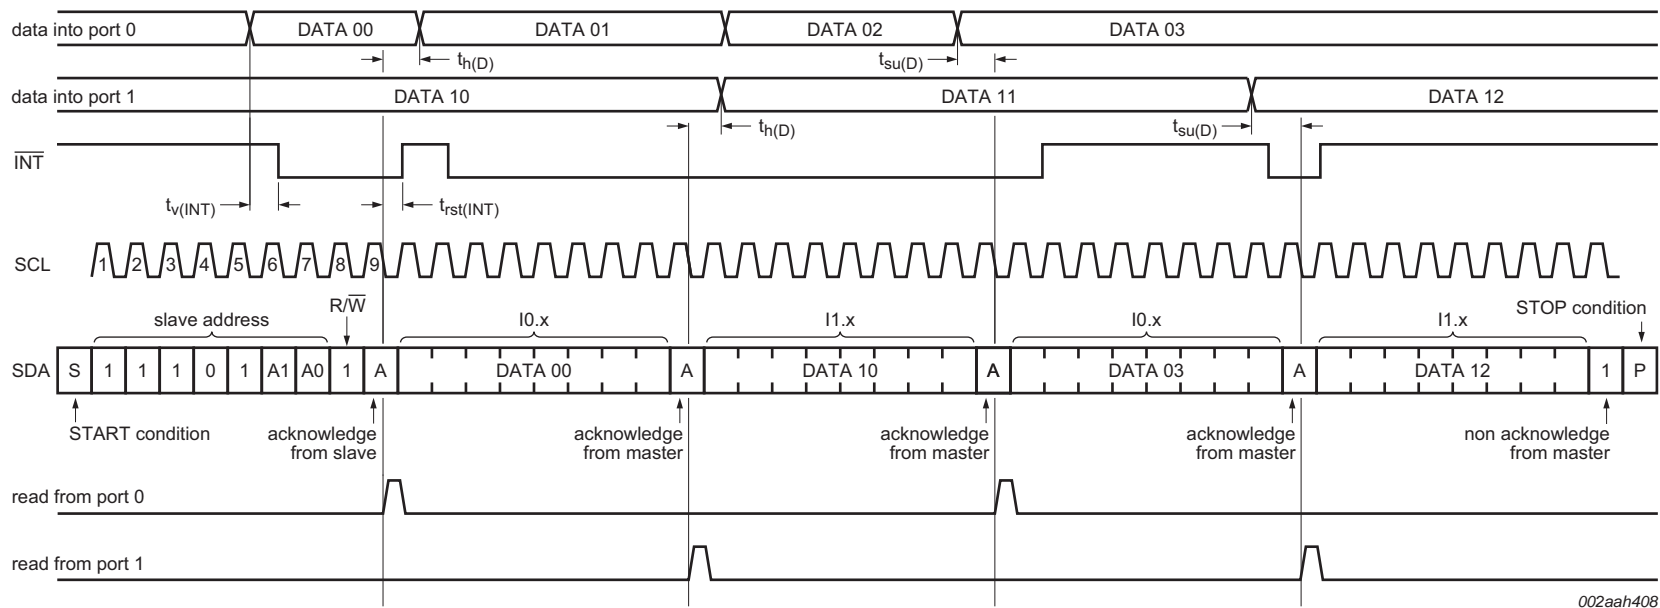 data into port 0 DATA 00 DATA 01 DATA 02 DATA 03
th(D) tsu(D)
data into port 1 DATA 10 DATA 11 DATA 12
th(D) tsu(D)
INT
tv(INT) trst(INT)
SCL 1 2 3 4 5 6 7 8 9
R/W STOP condition
slave address I0.x I1.x I0.x I1.x
SDA S 1 1 1 0 1 A1 A0 1 A DATA 00 A DATA 10 A DATA 03 A DATA 12 1 P
START condition acknowledge acknowledge acknowledge acknowledge non acknowledge
from slave from master from master from master from master
read from port 0
read from port 1
002aah408